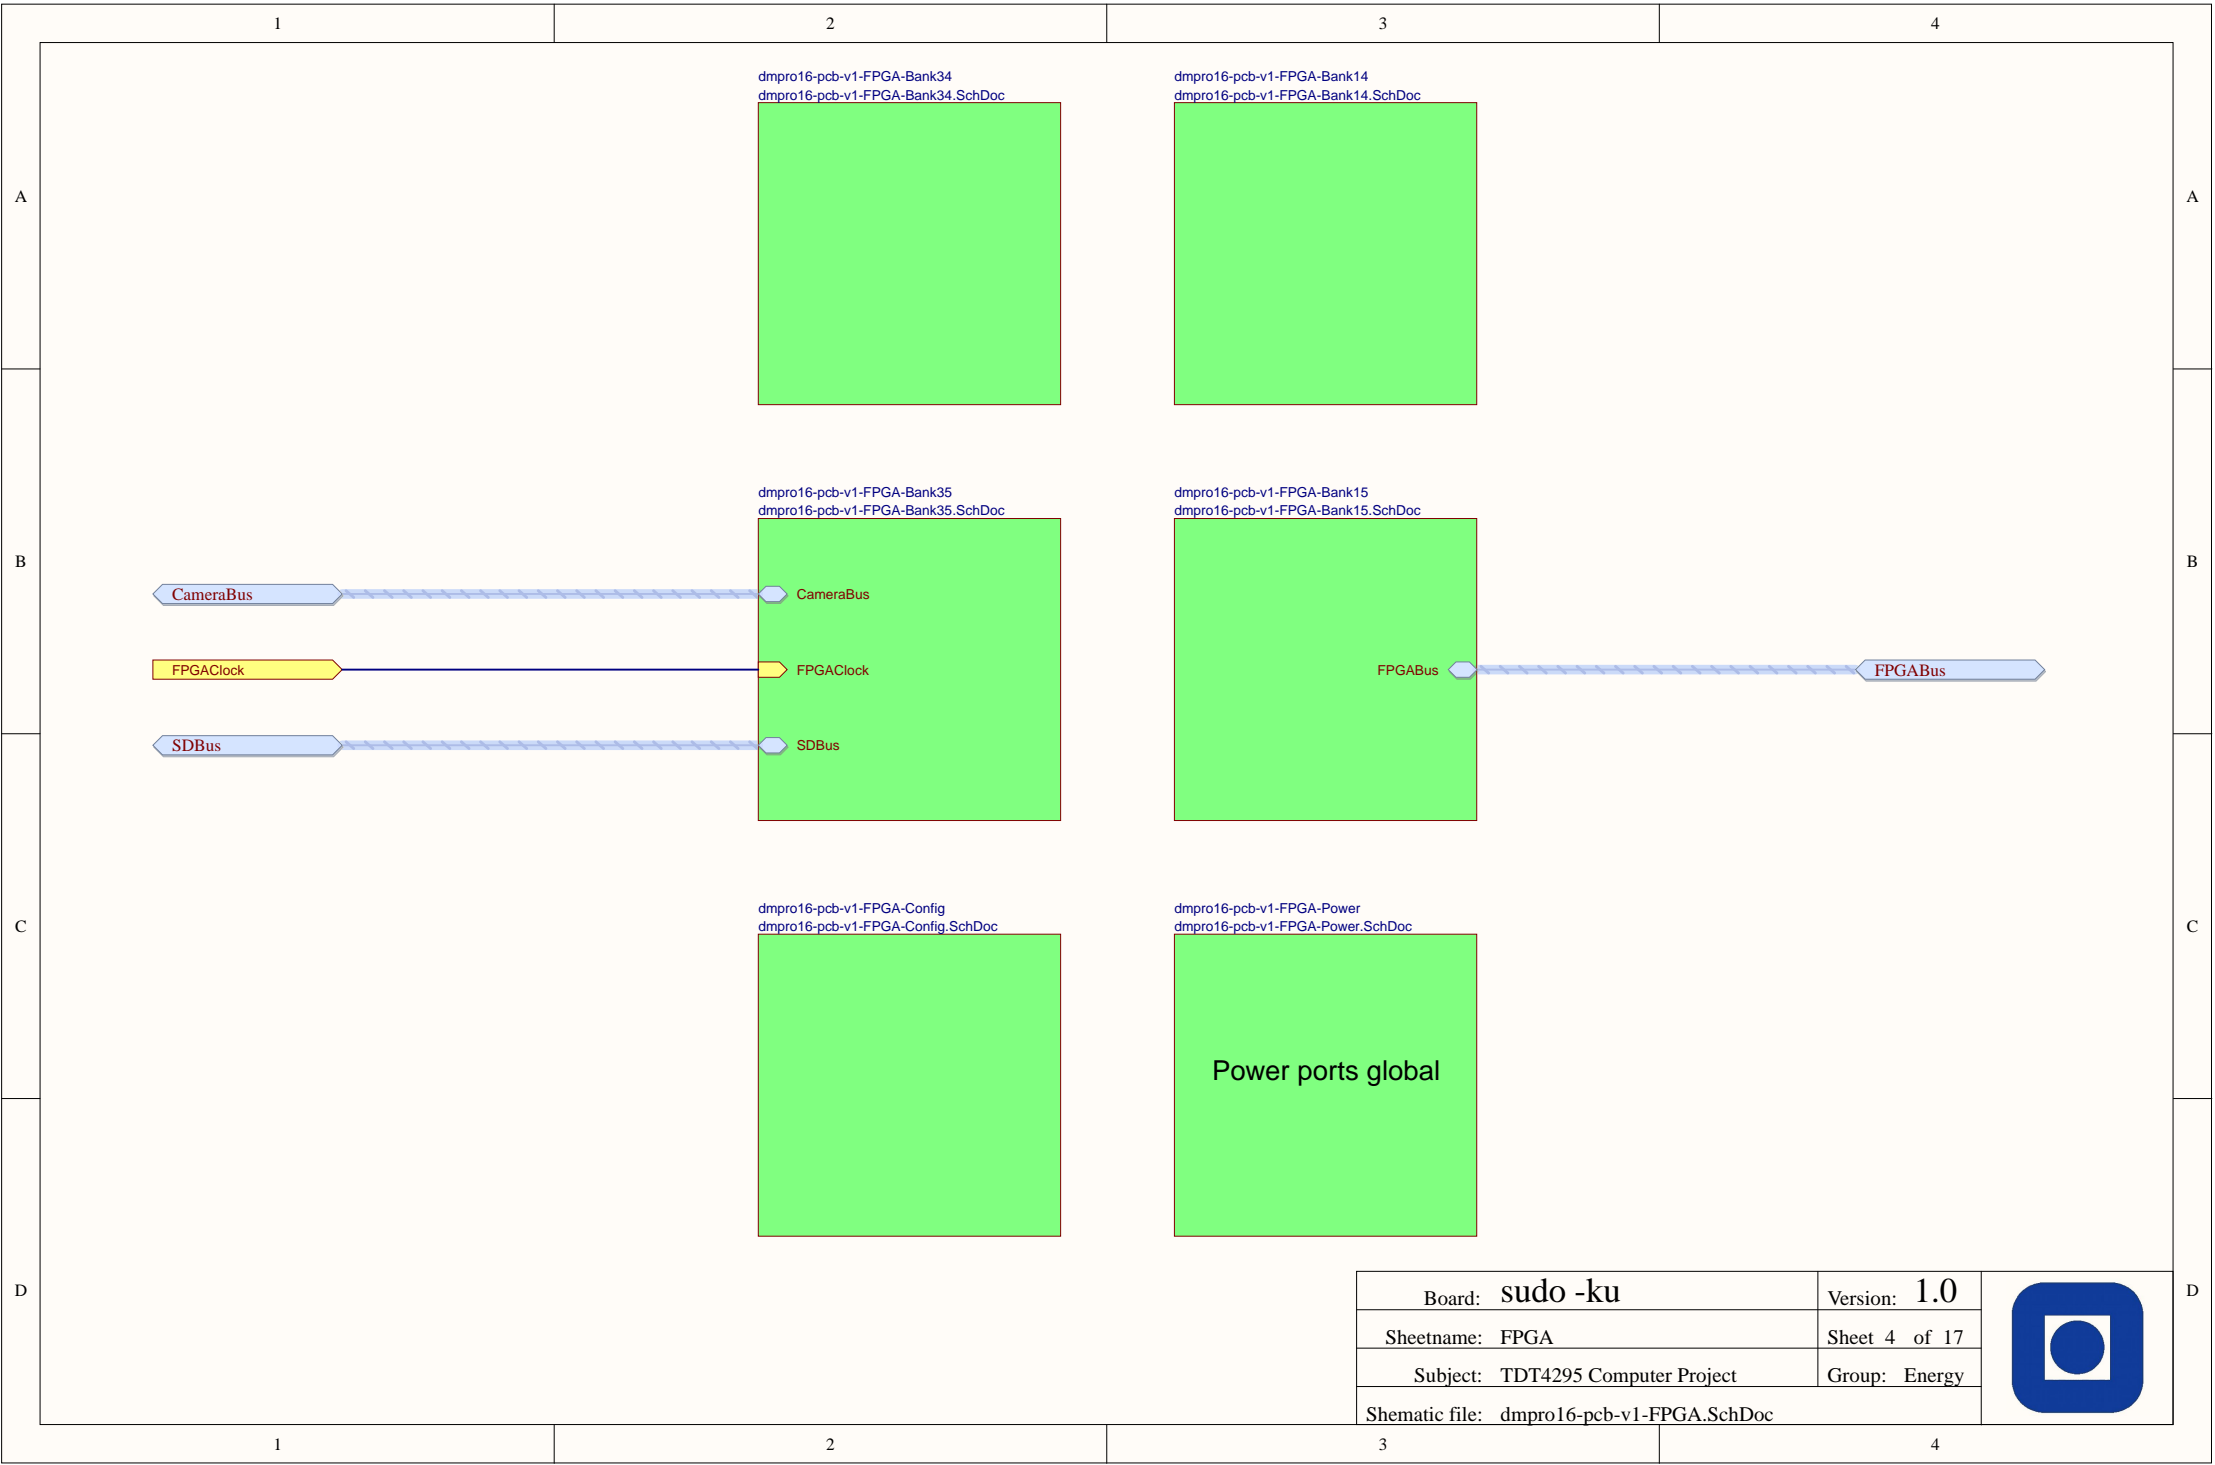 1 2 3 4
dmpro16-pcb-v1-FPGA-Bank34
dmpro16-pcb-v1-FPGA-Bank34.SchDoc
dmpro16-pcb-v1-FPGA-Bank14
dmpro16-pcb-v1-FPGA-Bank14.SchDoc
A A
dmpro16-pcb-v1-FPGA-Bank35
dmpro16-pcb-v1-FPGA-Bank35.SchDoc
dmpro16-pcb-v1-FPGA-Bank15
dmpro16-pcb-v1-FPGA-Bank15.SchDoc
B B
CameraBus CameraBus
FPGAClock FPGAClock FPGABus FPGABus
SDBus SDBus
dmpro16-pcb-v1-FPGA-Config
dmpro16-pcb-v1-FPGA-Config.SchDoc
dmpro16-pcb-v1-FPGA-Power
dmpro16-pcb-v1-FPGA-Power.SchDoc
C C
Power ports global
D D
Board: sudo -ku Version: 1.0
Sheetname: FPGA Sheet 4 of 17
Subject: TDT4295 Computer Project Group: Energy
Shematic file: dmpro16-pcb-v1-FPGA.SchDoc
1 2 3 4